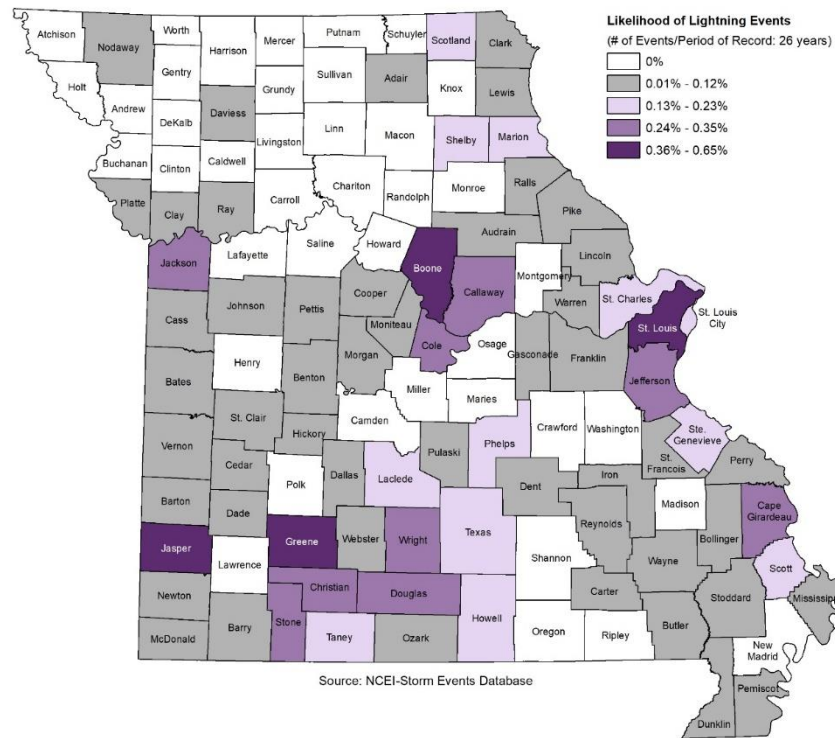 Likelihood of Lightning Events
(# of Events/Period of Record: 26 years)
0%
0.01% - 0.12%
0.13% - 0.23%
0.24% - 0.35%
0.36% - 0.65%
Atchison
Nodaway
Worth
Harrison
Mercer
Putnam
Schuyler
Scotland
Clark
Holt
Gentry
Sullivan
Adair
Knox
Lewis
Andrew
DeKalb
Daviess
Grundy
Livingston
Linn
Macon
Shelby
Marion
Buchanan
Clinton
Caldwell
Carroll
Chariton
Randolph
Monroe
Ralls
Pike
Platte
Clay
Ray
Audrain
Jackson
Lafayette
Saline
Howard
Boone
Callaway
Montgomery
Lincoln
Warren
St. Charles
St. Louis
St. Louis
City
Cass
Johnson
Pettis
Cooper
Moniteau
Cole
Osage
Gasconade
Franklin
Jefferson
Bates
Henry
Benton
Morgan
Miller
Maries
Vernon
St. Clair
Hickory
Camden
Pulaski
Phelps
Crawford
Washington
Ste.
Genevieve
St.
Francois
Perry
Cedar
Polk
Dallas
Laclede
Dent
Iron
Madison
Cape
Girardeau
Barton
Dade
Reynolds
Bollinger
Jasper
Lawrence
Greene
Webster
Wright
Texas
Shannon
Wayne
Scott
Newton
Christian
Douglas
Carter
Stoddard
Mississippi
McDonald
Barry
Stone
Taney
Ozark
Howell
Oregon
Ripley
Butler
New
Madrid
Pemiscot
Dunklin
Source: NCEI-Storm Events Database